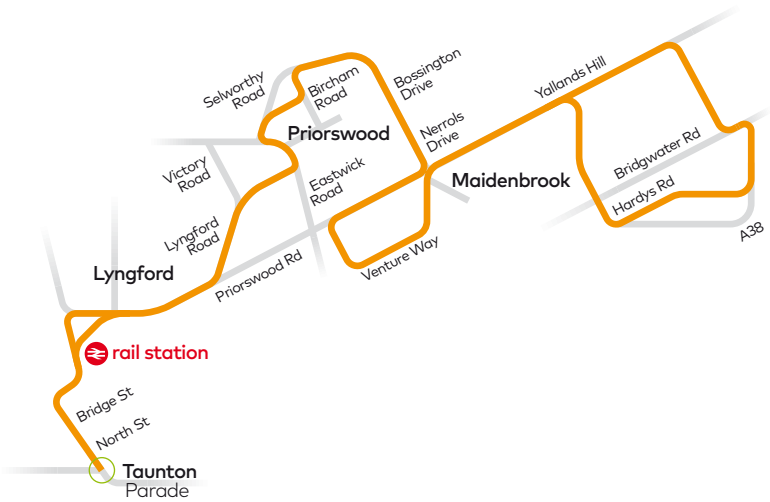 Bossington
Drive
Yallands Hill
Selworthy
Road
Bircham
Road
Priorswood
Nerrols
Drive
Bridgwater Rd
Victory
Road
Eastwick
Road
Maidenbrook
Hardys Rd
A38
Lyngford
Road
Venture Way
Lyngford
Priorswood Rd
rail station
Bridge St
North St
Taunton
Parade